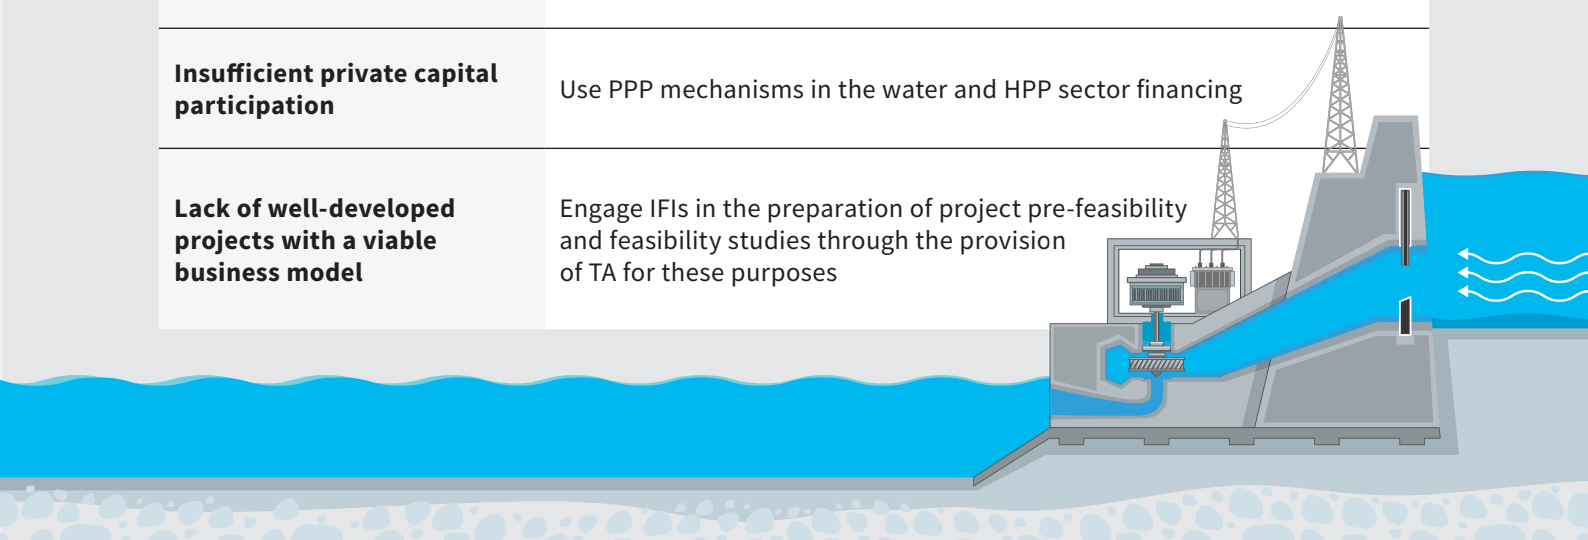 Insufficient private capital
participation
Use PPP mechanisms in the water and HPP sector financing
Lack of well-developed
projects with a viable
business model
Engage IFIs in the preparation of project pre-feasibility
and feasibility studies through the provision
of TA for these purposes